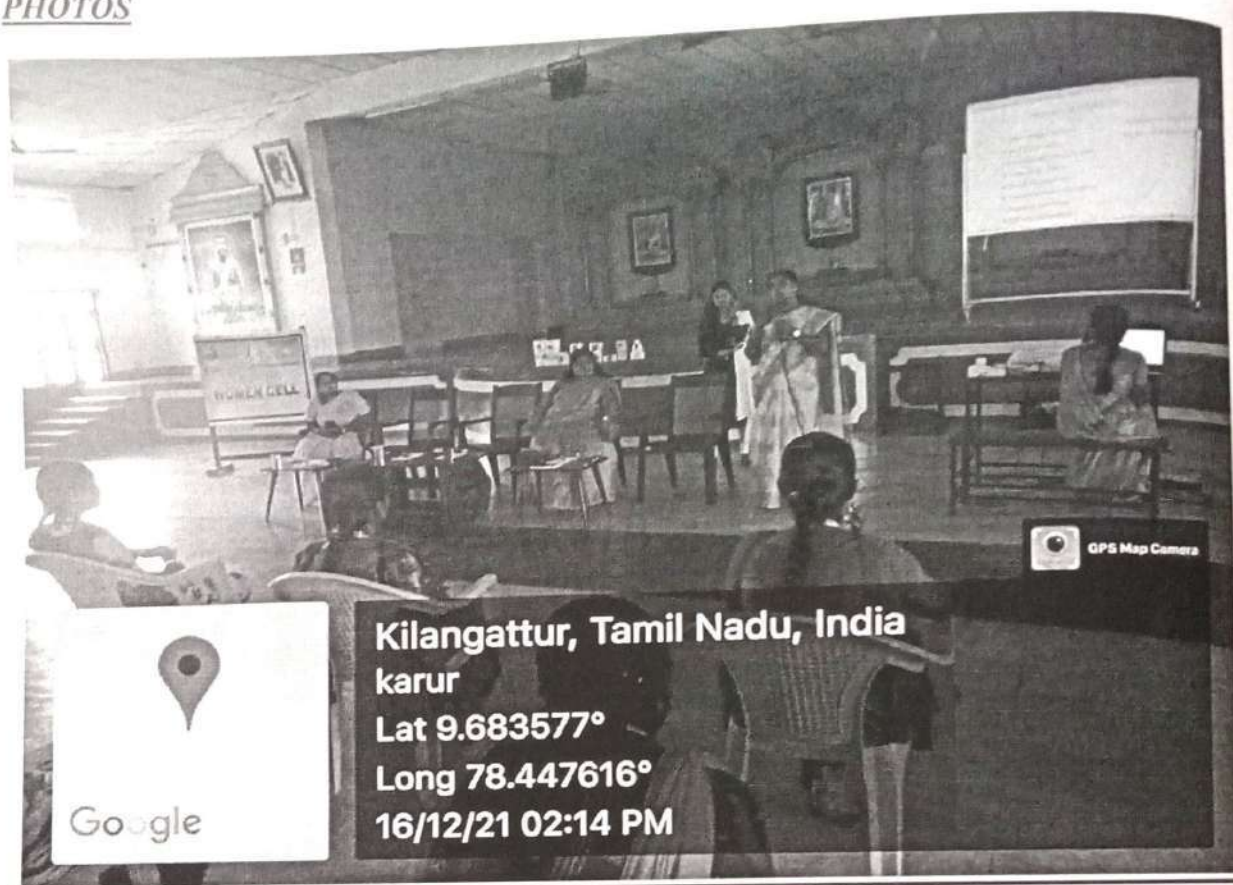 PHOTOS
WOMEN CELL
GPS Map Camera
Kilangattur, Tamil Nadu, India
karur
Lat 9.683577°
Long 78.447616°
16/12/21 02:14 PM
Google